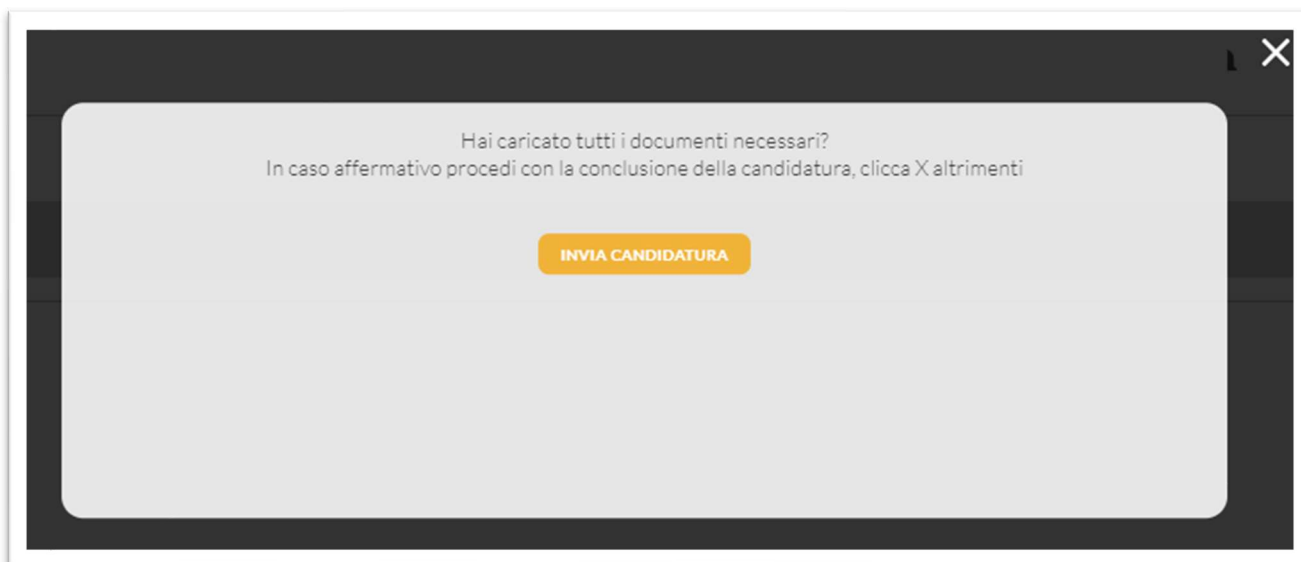 Hai caricato tutti i documenti necessari?
In caso affermativo procedi con la conclusione della candidatura, clicca X altrimenti
INVIA CANDIDATURA